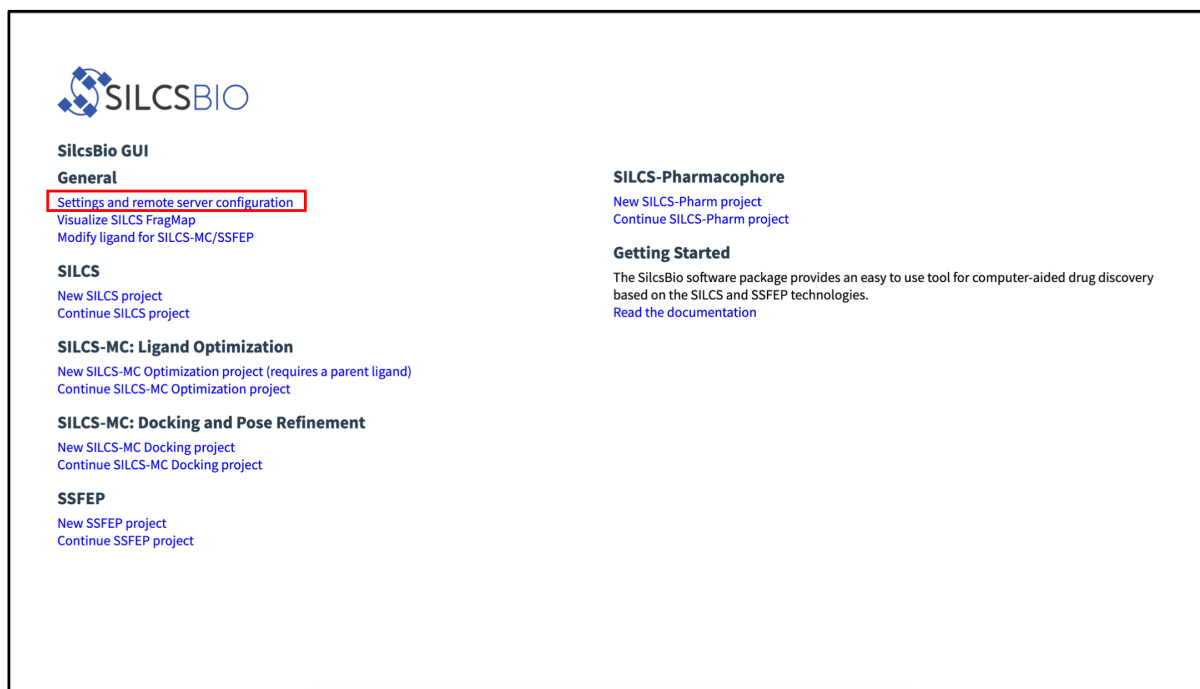 SILCSBIO
SilcsBio GUI
General
Settings and remote server configuration
Visualize SILCS FragMap
Modify ligand for SILCS-MC/SSFEP
SILCS
New SILCS project
Continue SILCS project
SILCS-MC: Ligand Optimization
New SILCS-MC Optimization project (requires a parent ligand)
Continue SILCS-MC Optimization project
SILCS-MC: Docking and Pose Refinement
New SILCS-MC Docking project
Continue SILCS-MC Docking project
SSFEP
New SSFEP project
Continue SSFEP project
SILCS-Pharmacophore
New SILCS-Pharm project
Continue SILCS-Pharm project
Getting Started
The SilcsBio software package provides an easy to use tool for computer-aided drug discovery
based on the SILCS and SSFEP technologies.
Read the documentation